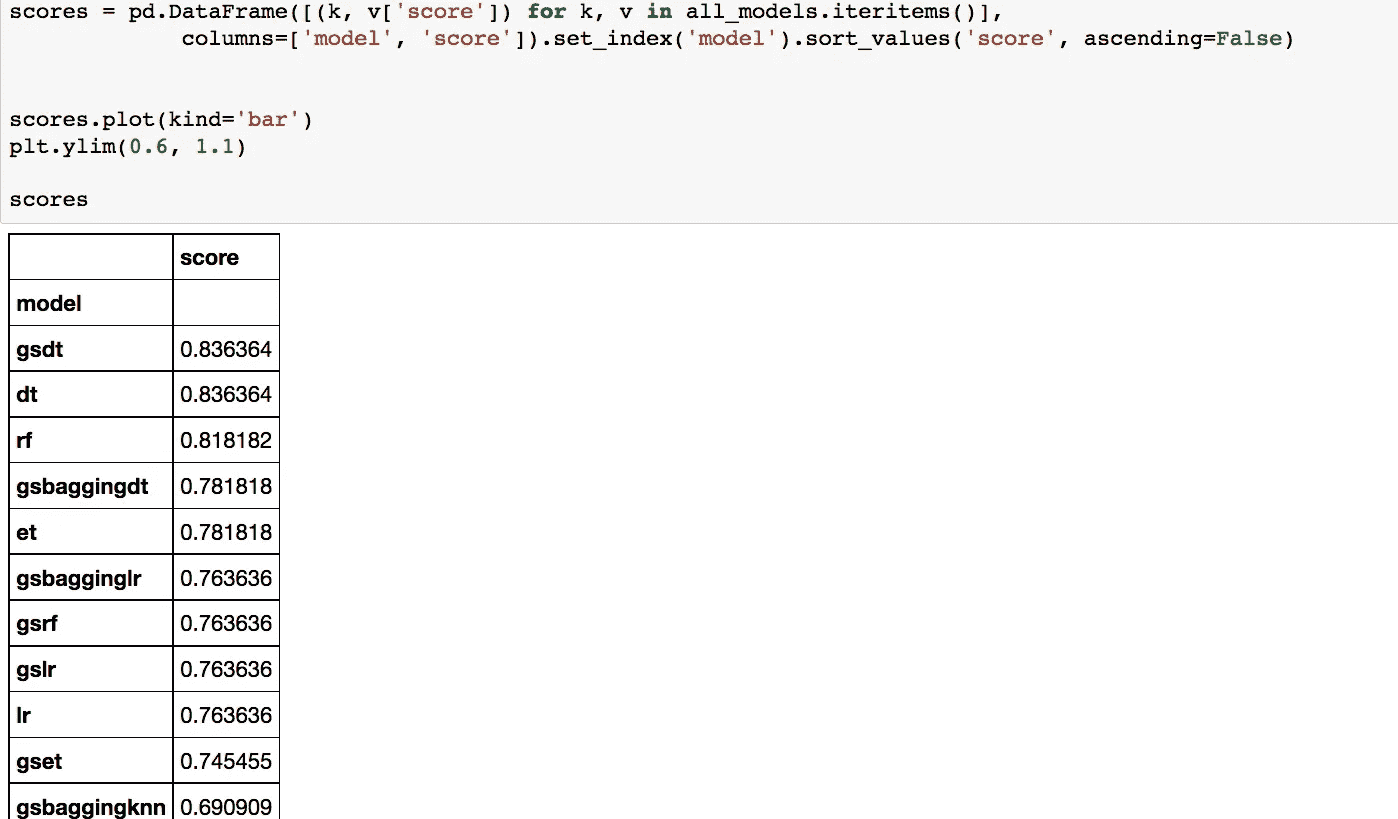 scores = pd.DataFrame([(k, v['score']) for k, v in all_models.iteritems()],
columns=['model', 'score']).set_index('model').sort_values('score', ascending=False)
scores.plot(kind='bar')
plt.ylim(0.6, 1.1)
scores
score
model
gsdt 0.836364
dt 0.836364
rf 0.818182
gsbaggingdt 0.781818
et 0.781818
gsbagginglr 0.763636
gsrf 0.763636
gslr 0.763636
lr 0.763636
gset 0.745455
gsbaggingknn 0.690909